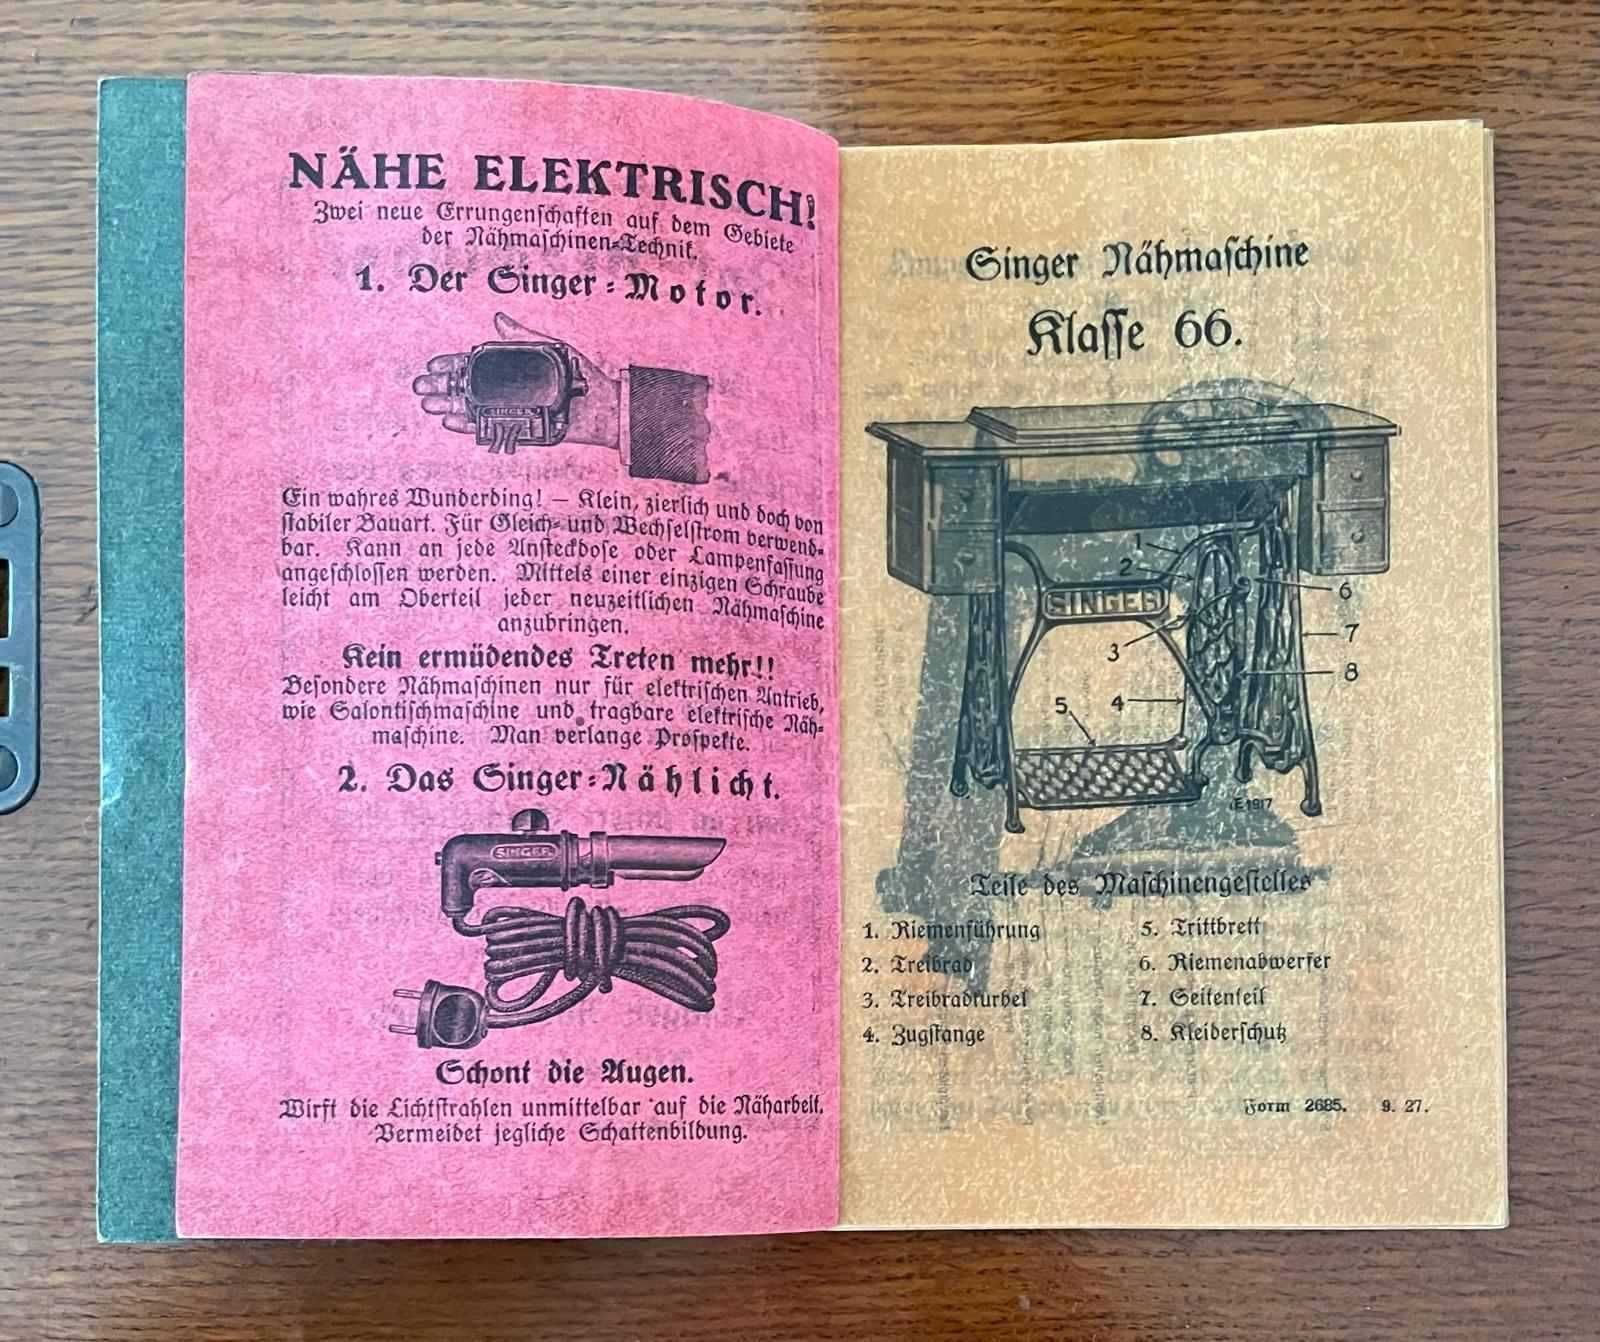 NÄHE ELEKTRISCH!
Zwei neue Errungenschaften auf dem Gebiete
der Nähmaschinen-Technik.
1. Der Singer-Motor.
SINGER
Ein wahres Wunderding! — Klein, zierlich und doch von
stabiler Bauart. Für Gleich- und Wechselstrom verwend-
bar. Kann an jede Ansteckdose oder Lampenfassung
angeschlossen werden. Mittels einer einzigen Schraube
leicht am Oberteil jeder neuzeitlichen Nähmaschine
anzubringen.
Kein ermüdendes Treten mehr!!
Besondere Nähmaschinen nur für elektrischen Antrieb,
wie Salontischmaschine und tragbare elektrische Näh-
maschine. Man verlange Prospekte.
2. Das Singer-Nählicht.
SINGER
Schont die Augen.
Wirft die Lichtstrahlen unmittelbar auf die Näharbeit.
Vermeidet jegliche Schattenbildung.
Singer Nähmaschine
Klasse 66.
1
2
SINGER
3
4
5
6
7
8
E 1917
Teile des Maschinengestelles
1. Riemenführung
2. Treibrad
3. Treibradkurbel
4. Zugstange
5. Trittbrett
6. Riemenabwerfer
7. Seitenteil
8. Kleiderschutz
Form 2685. 9. 27.